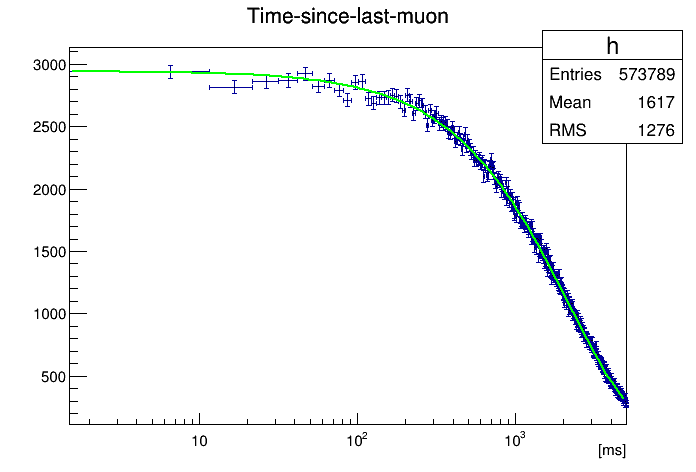 Time-since-last-muon
h
Entries 573789
Mean 1617
RMS 1276
3000
2500
2000
1500
1000
500
10
10²
10³
[ms]